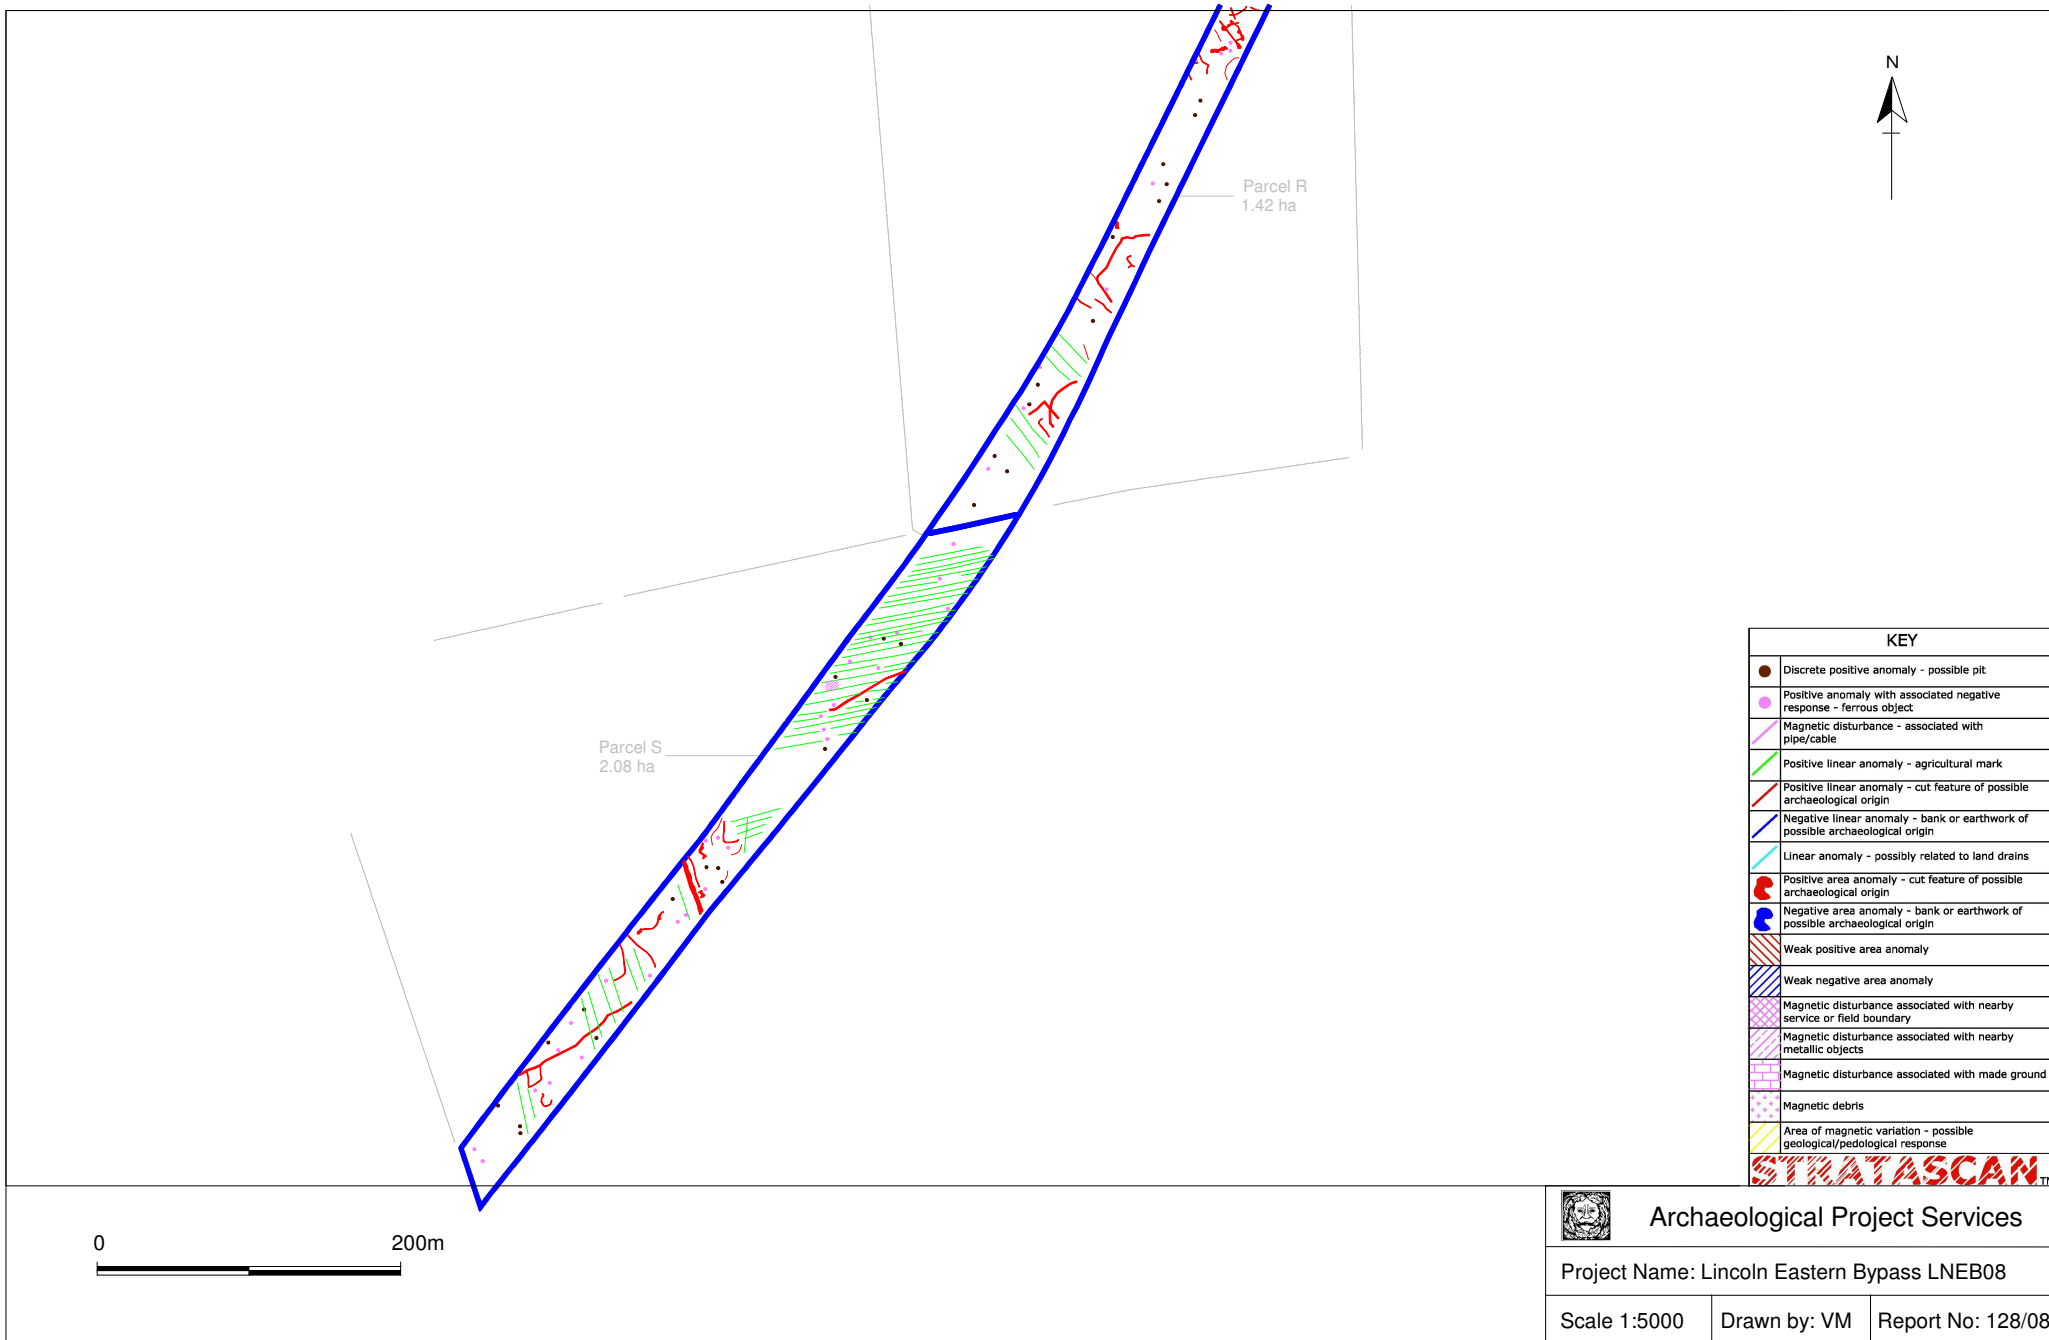 N
Parcel R
1.42 ha
Parcel S
2.08 ha
KEY
Discrete positive anomaly - possible pit
Positive anomaly with associated negative
response - ferrous object
Magnetic disturbance - associated with
pipe/cable
Positive linear anomaly - agricultural mark
Positive linear anomaly - cut feature of possible
archaeological origin
Negative linear anomaly - bank or earthwork of
possible archaeological origin
Linear anomaly - possibly related to land drains
Positive area anomaly - cut feature of possible
archaeological origin
Negative area anomaly - bank or earthwork of
possible archaeological origin
Weak positive area anomaly
Weak negative area anomaly
Magnetic disturbance associated with nearby
service or field boundary
Magnetic disturbance associated with nearby
metallic objects
Magnetic disturbance associated with made ground
Magnetic debris
Area of magnetic variation - possible
geological/pedological response
STRATASCAN TM
0 200m
Archaeological Project Services
Project Name: Lincoln Eastern Bypass LNEB08
Scale 1:5000 Drawn by: VM Report No: 128/08